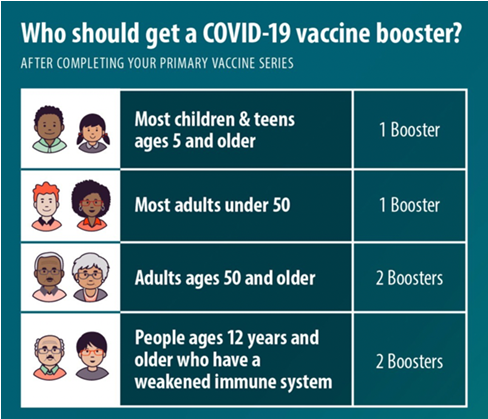 Who should get a COVID-19 vaccine booster?
AFTER COMPLETING YOUR PRIMARY VACCINE SERIES
Most children & teens
ages 5 and older
1 Booster
Most adults under 50
1 Booster
Adults ages 50 and older
2 Boosters
People ages 12 years and
older who have a
weakened immune system
2 Boosters